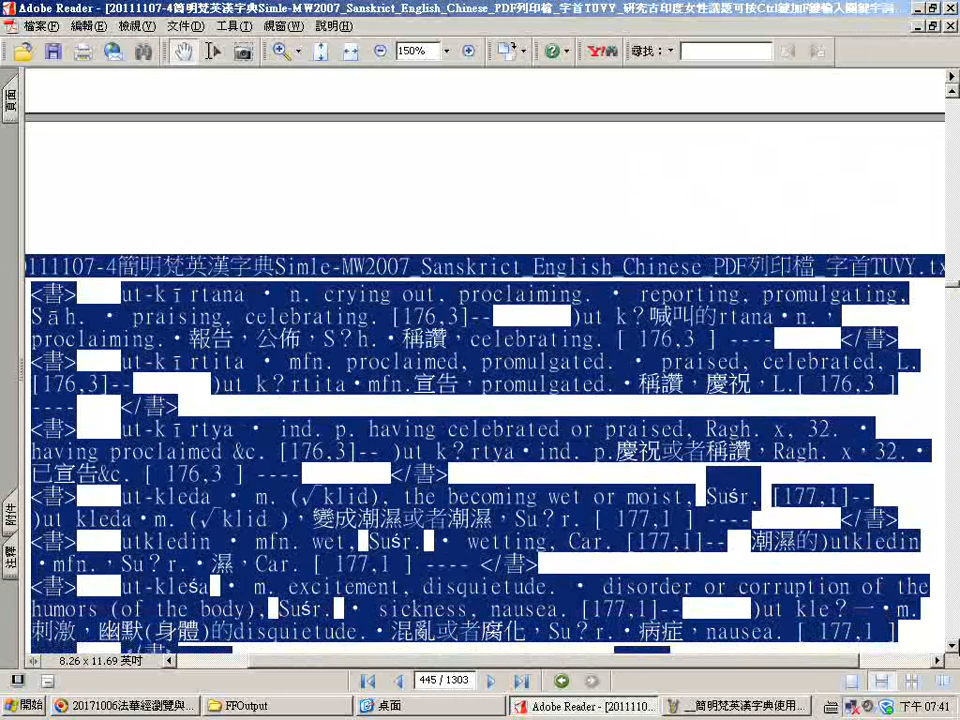 Adobe Reader - [20111107-4簡明梵英漢字典Simle-MW2007_Sanskrict_English_Chinese_PDF列印檔_字首TUVY_研究古印度女性議題可按Ctrl鍵加F鍵輸入關鍵字詞...
檔案(F) 編輯(E) 檢視(V) 文件(D) 工具(T) 視窗(W) 說明(H)
150% 尋找：
頁面
)111107-4簡明梵英漢字典Simle-MW2007_Sanskrict_English_Chinese_PDF列印檔_字首TUVY.tx
<書> ut-kīrtana • n. crying out, proclaiming. • reporting, promulgating,
Sāh. • praising, celebrating. [176,3]-- )ut k？喊叫的rtana•n.，
proclaiming.•報告，公佈，S？h.•稱讚，celebrating. [ 176,3 ] ---- </書>
<書> ut-kīrtita • mfn. proclaimed, promulgated. • praised, celebrated, L.
[176,3]-- )ut k？rtita•mfn.宣告，promulgated.•稱讚，慶祝，L.[ 176,3 ]
---- </書>
<書> ut-kīrtya • ind. p. having celebrated or praised, Ragh. x, 32. •
having proclaimed &c. [176,3]-- )ut k？rtya•ind. p.慶祝或者稱讚，Ragh. x，32.•
已宣告&c. [ 176,3 ] ---- </書>
<書> ut-kleda • m. (√klid), the becoming wet or moist, Suśr. [177,1]--
)ut kleda•m. (√klid )，變成潮濕或者潮濕，Su？r. [ 177,1 ] ---- </書>
<書> utkledin • mfn. wet, Suśr. • wetting, Car. [177,1]-- 潮濕的)utkledin
•mfn.，Su？r.•濕，Car. [ 177,1 ] ---- </書>
<書> ut-kleśa • m. excitement, disquietude. • disorder or corruption of the
humors (of the body), Suśr. • sickness, nausea. [177,1]-- )ut kle？一•m.
刺激，幽默(身體)的disquietude.•混亂或者腐化，Su？r.•病症，nausea. [ 177,1 ]
附件
注釋
8.26 x 11.69 英吋
445 / 1303
開始 20171006法華經瀏覽與... FFOutput 桌面 Adobe Reader - [2011110... __簡明梵英字典使用... 下午 07:41